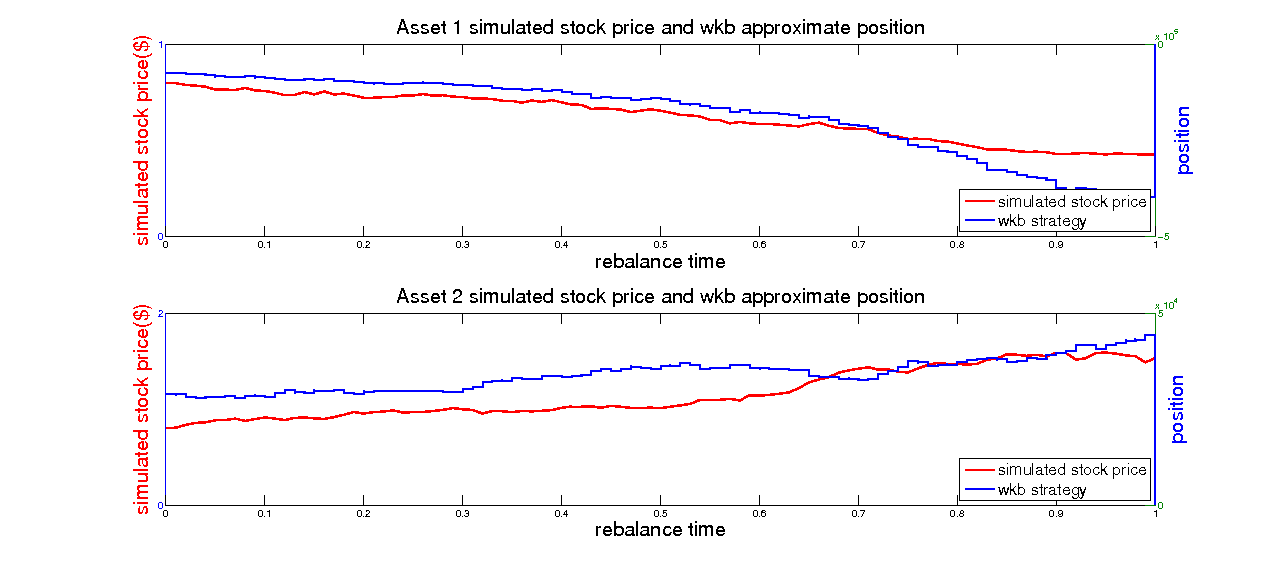 Asset 1 simulated stock price and wkb approximate position
x 10^5
1
0
0
-5
simulated stock price($)
position
simulated stock price
wkb strategy
0 0.1 0.2 0.3 0.4 0.5 0.6 0.7 0.8 0.9 1
rebalance time
Asset 2 simulated stock price and wkb approximate position
x 10^4
2
5
0
0
simulated stock price($)
position
simulated stock price
wkb strategy
0 0.1 0.2 0.3 0.4 0.5 0.6 0.7 0.8 0.9 1
rebalance time